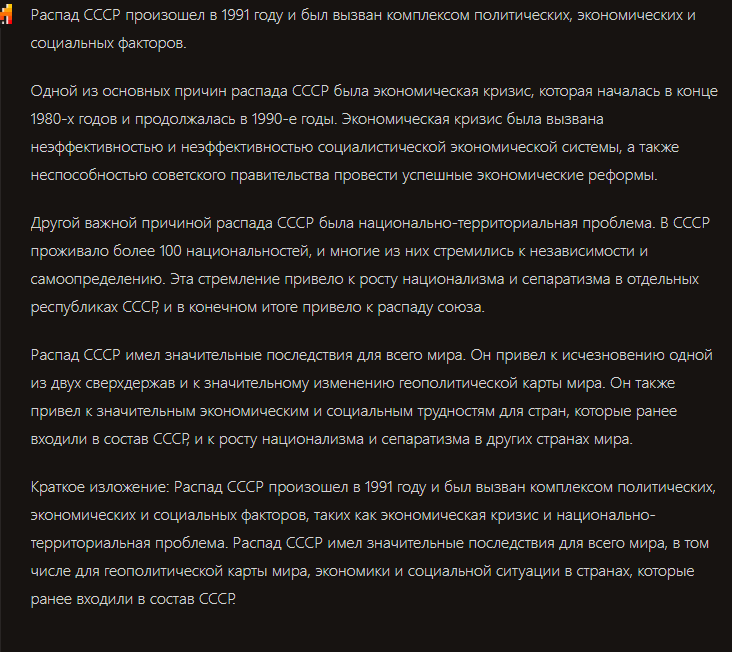 Распад СССР произошел в 1991 году и был вызван комплексом политических, экономических и
социальных факторов.
Одной из основных причин распада СССР была экономическая кризис, которая началась в конце
1980-х годов и продолжалась в 1990-е годы. Экономическая кризис была вызвана
неэффективностью и неэффективностью социалистической экономической системы, а также
неспособностью советского правительства провести успешные экономические реформы.
Другой важной причиной распада СССР была национально-территориальная проблема. В СССР
проживало более 100 национальностей, и многие из них стремились к независимости и
самоопределению. Эта стремление привело к росту национализма и сепаратизма в отдельных
республиках СССР, и в конечном итоге привело к распаду союза.
Распад СССР имел значительные последствия для всего мира. Он привел к исчезновению одной
из двух сверхдержав и к значительному изменению геополитической карты мира. Он также
привел к значительным экономическим и социальным трудностям для стран, которые ранее
входили в состав СССР, и к росту национализма и сепаратизма в других странах мира.
Краткое изложение: Распад СССР произошел в 1991 году и был вызван комплексом политических,
экономических и социальных факторов, таких как экономическая кризис и национально-
территориальная проблема. Распад СССР имел значительные последствия для всего мира, в том
числе для геополитической карты мира, экономики и социальной ситуации в странах, которые
ранее входили в состав СССР.